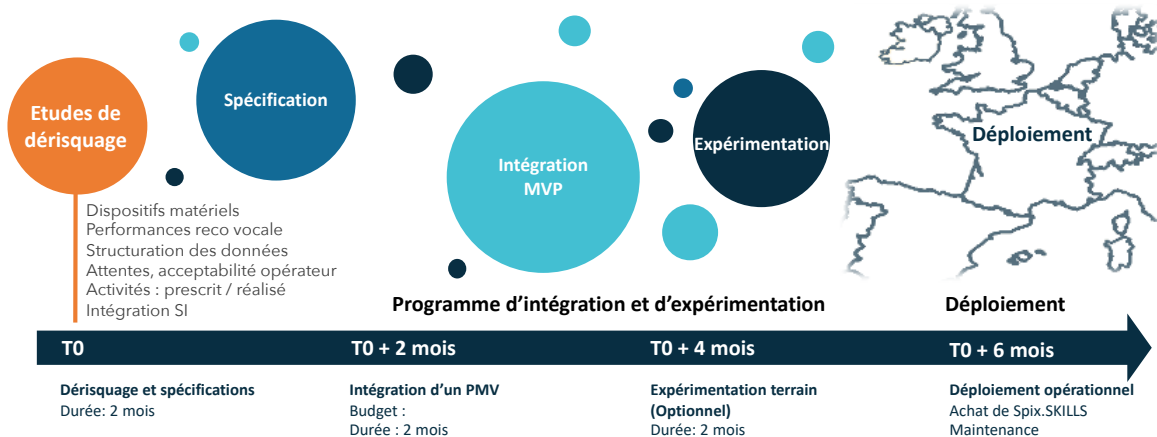 Etudes de
dérisquage
Spécification
Intégration
MVP
Expérimentation
Déploiement
Dispositifs matériels
Performances reco vocale
Structuration des données
Attentes, acceptabilité opérateur
Activités : prescrit / réalisé
Intégration SI
Programme d'intégration et d'expérimentation
Déploiement
T0
T0 + 2 mois
T0 + 4 mois
T0 + 6 mois
Dérisquage et spécifications
Durée: 2 mois
Intégration d'un PMV
Budget :
Durée : 2 mois
Expérimentation terrain
(Optionnel)
Durée: 2 mois
Déploiement opérationnel
Achat de Spix.SKILLS
Maintenance